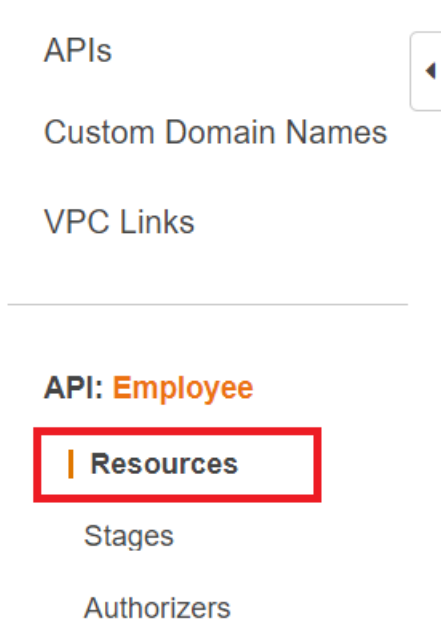 APIs
Custom Domain Names
VPC Links
API: Employee
Resources
Stages
Authorizers